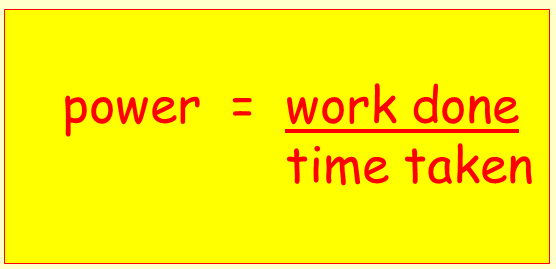 power = work done
time taken